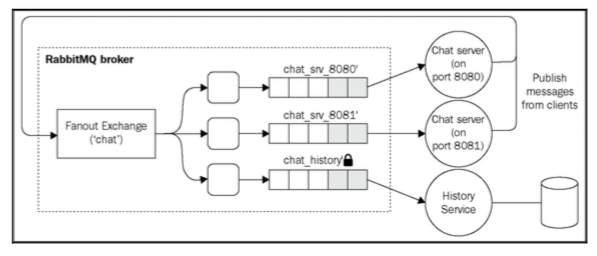 RabbitMQ broker
Fanout Exchange
('chat')
chat_srv_8080'
chat_srv_8081'
chat_history'
Chat server
(on
port 8080)
Chat server
(on
port 8081)
History
Service
Publish
messages
from clients